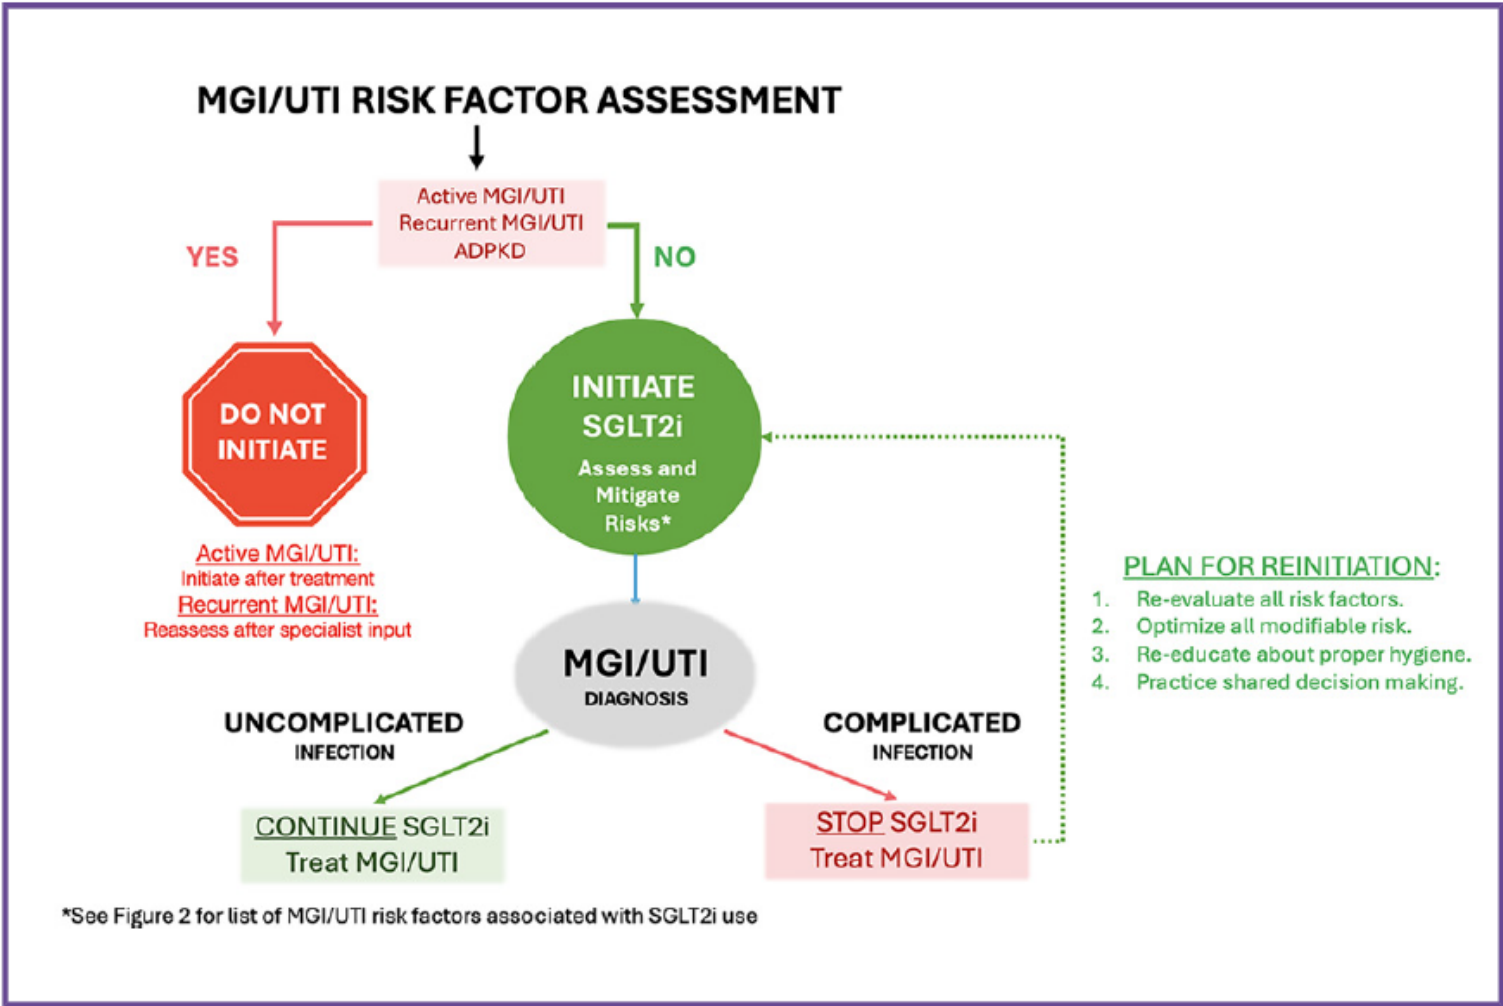 MGI/UTI RISK FACTOR ASSESSMENT
Active MGI/UTI
Recurrent MGI/UTI
ADPKD
YES
NO
DO NOT
INITIATE
INITIATE
SGLT2i
Assess and
Mitigate
Risks*
Active MGI/UTI:
Initiate after treatment
Recurrent MGI/UTI:
Reassess after specialist input
PLAN FOR REINITIATION:
1. Re-evaluate all risk factors.
2. Optimize all modifiable risk.
3. Re-educate about proper hygiene.
4. Practice shared decision making.
MGI/UTI
DIAGNOSIS
UNCOMPLICATED
INFECTION
COMPLICATED
INFECTION
CONTINUE SGLT2i
Treat MGI/UTI
STOP SGLT2i
Treat MGI/UTI
*See Figure 2 for list of MGI/UTI risk factors associated with SGLT2i use